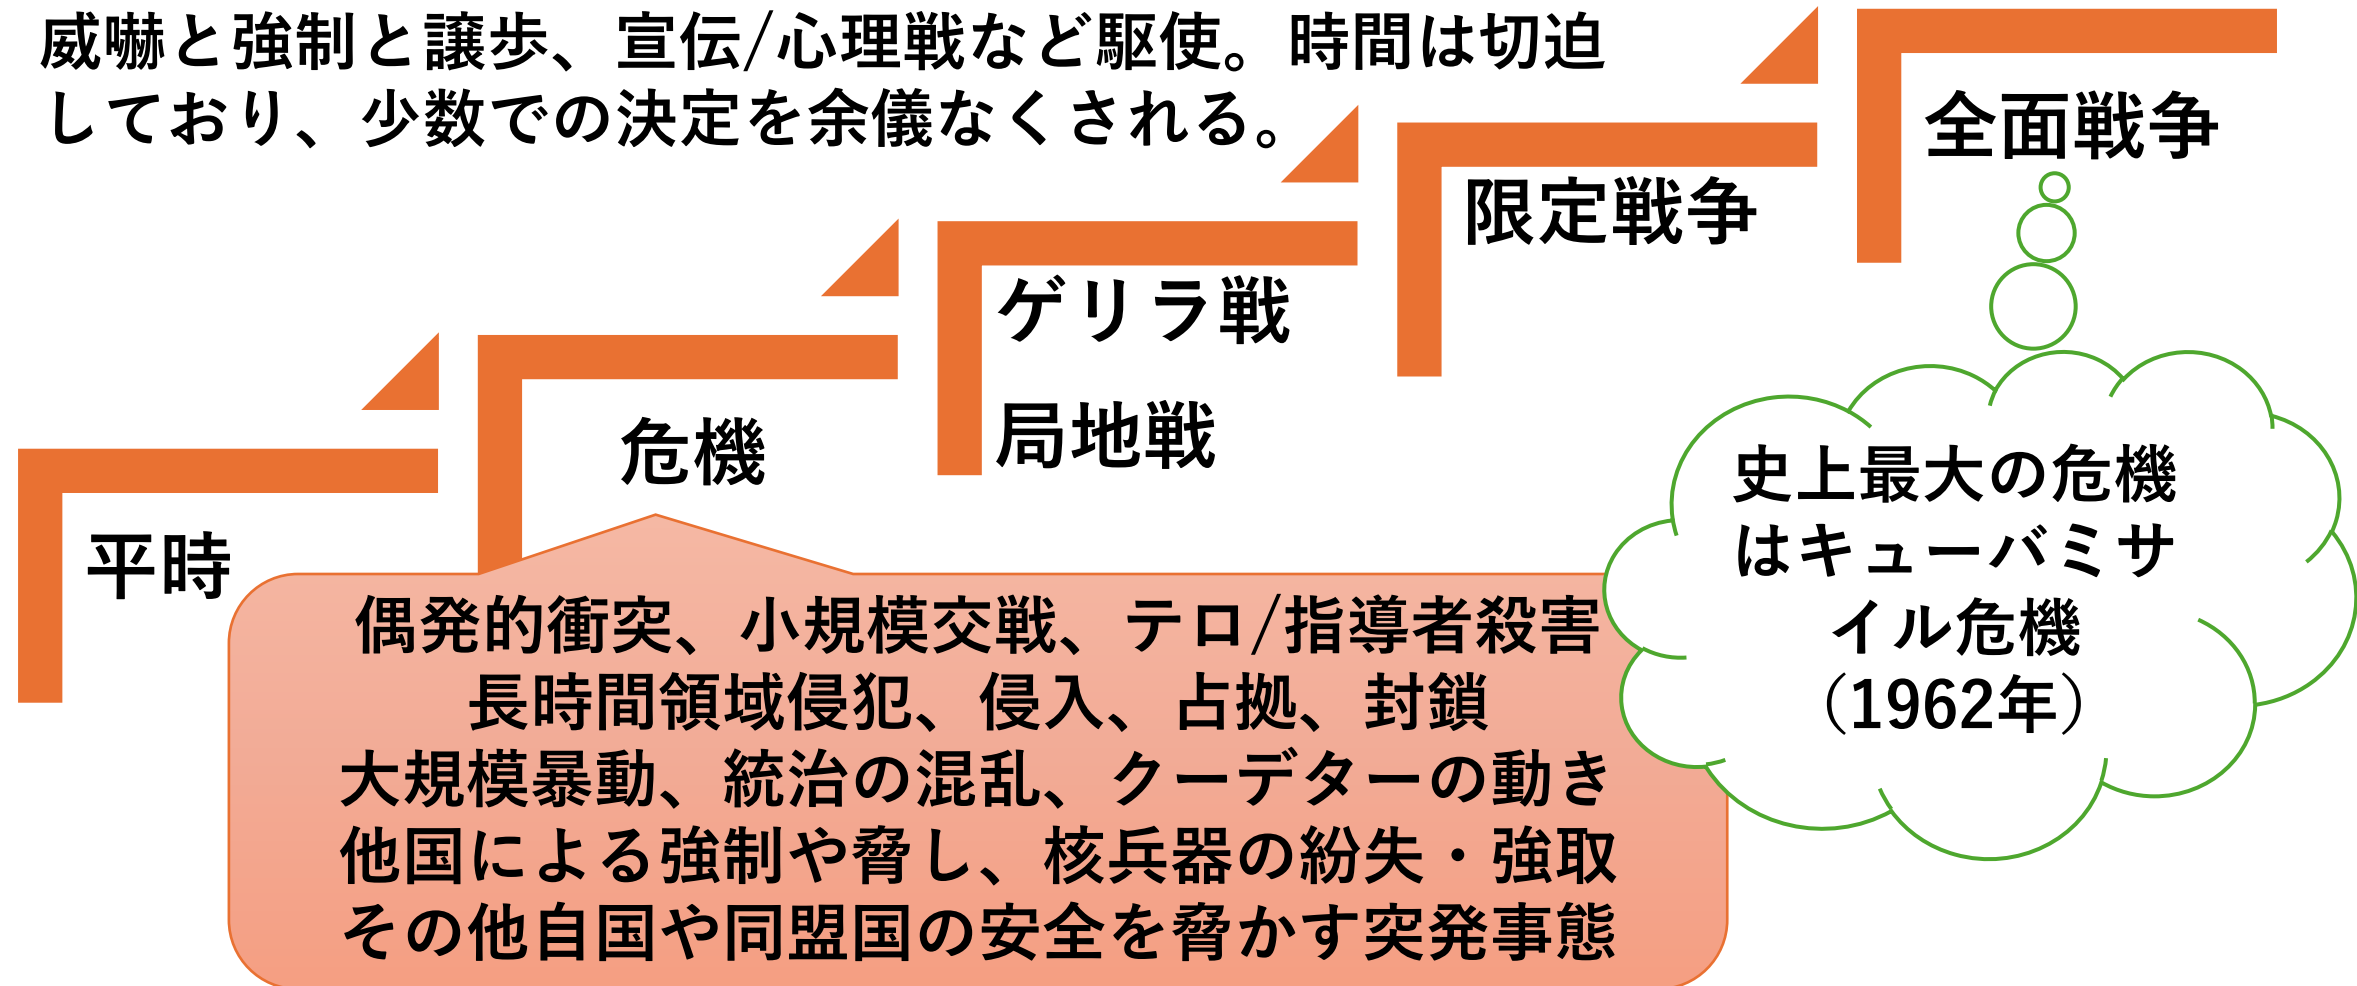 威嚇と強制と譲歩、宣伝/心理戦など駆使。時間は切迫
しており、少数での決定を余儀なくされる。
全面戦争
限定戦争
ゲリラ戦
局地戦
危機
平時
偶発的衝突、小規模交戦、テロ/指導者殺害
長時間領域侵犯、侵入、占拠、封鎖
大規模暴動、統治の混乱、クーデターの動き
他国による強制や脅し、核兵器の紛失・強取
その他自国や同盟国の安全を脅かす突発事態
史上最大の危機
はキューバミサ
イル危機
（1962年）